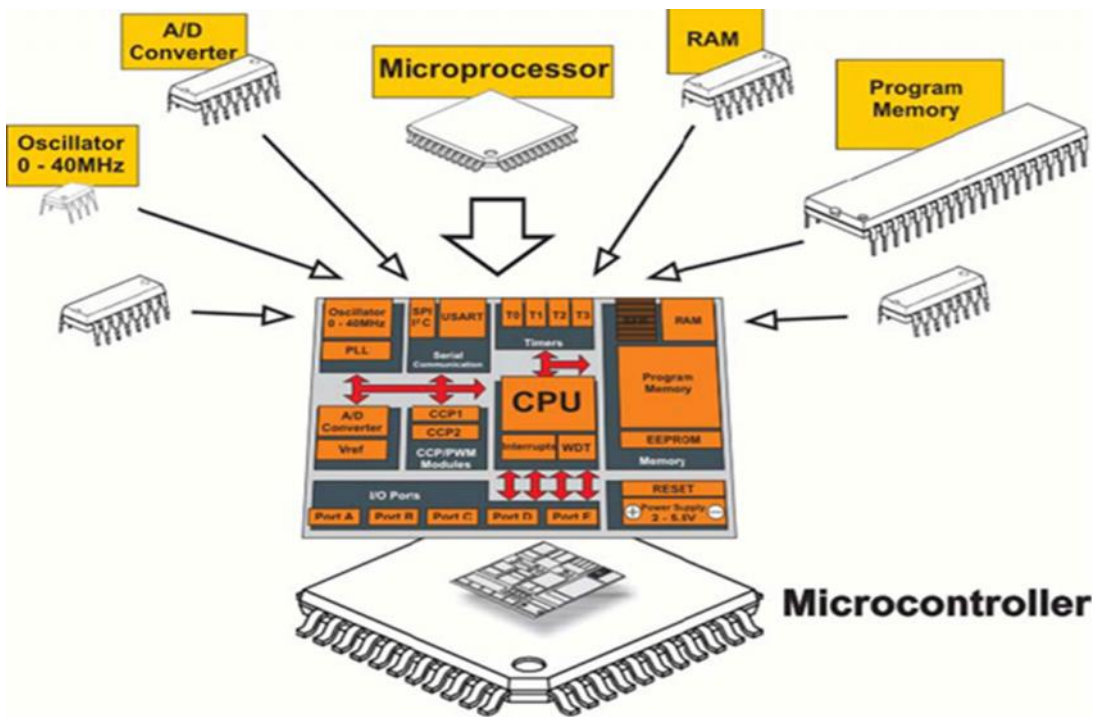 A/D
Converter
Microprocessor
RAM
Program
Memory
Oscillator
0 - 40MHz
Oscillator
0 - 40MHz
PLL
SPI
I²C
USART
Serial
Communication
T0
T1
T2
T3
Timers
RAM
Program
Memory
EEPROM
Memory
A/D
Converter
Vref
CCP1
CCP2
CCP/PWM
Modules
CPU
Interrupts
WDT
I/O Ports
Port A
Port B
Port C
Port D
Port E
RESET
Power Supply
2 - 5.5V
Microcontroller